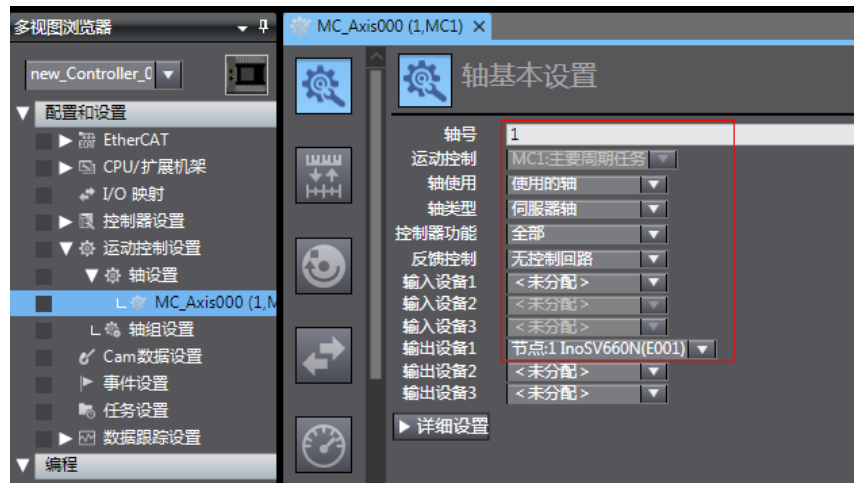 多视图浏览器
new_Controller_0
配置和设置
EtherCAT
CPU/扩展机架
I/O 映射
控制器设置
运动控制设置
轴设置
MC_Axis000 (1,M
轴组设置
Cam数据设置
事件设置
任务设置
数据跟踪设置
编程
MC_Axis000 (1,MC1)
轴基本设置
轴号 1
运动控制 MC1:主要周期任务
轴使用 使用的轴
轴类型 伺服器轴
控制器功能 全部
反馈控制 无控制回路
输入设备1 <未分配>
输入设备2 <未分配>
输入设备3 <未分配>
输出设备1 节点:1 InoSV660N(E001)
输出设备2 <未分配>
输出设备3 <未分配>
详细设置